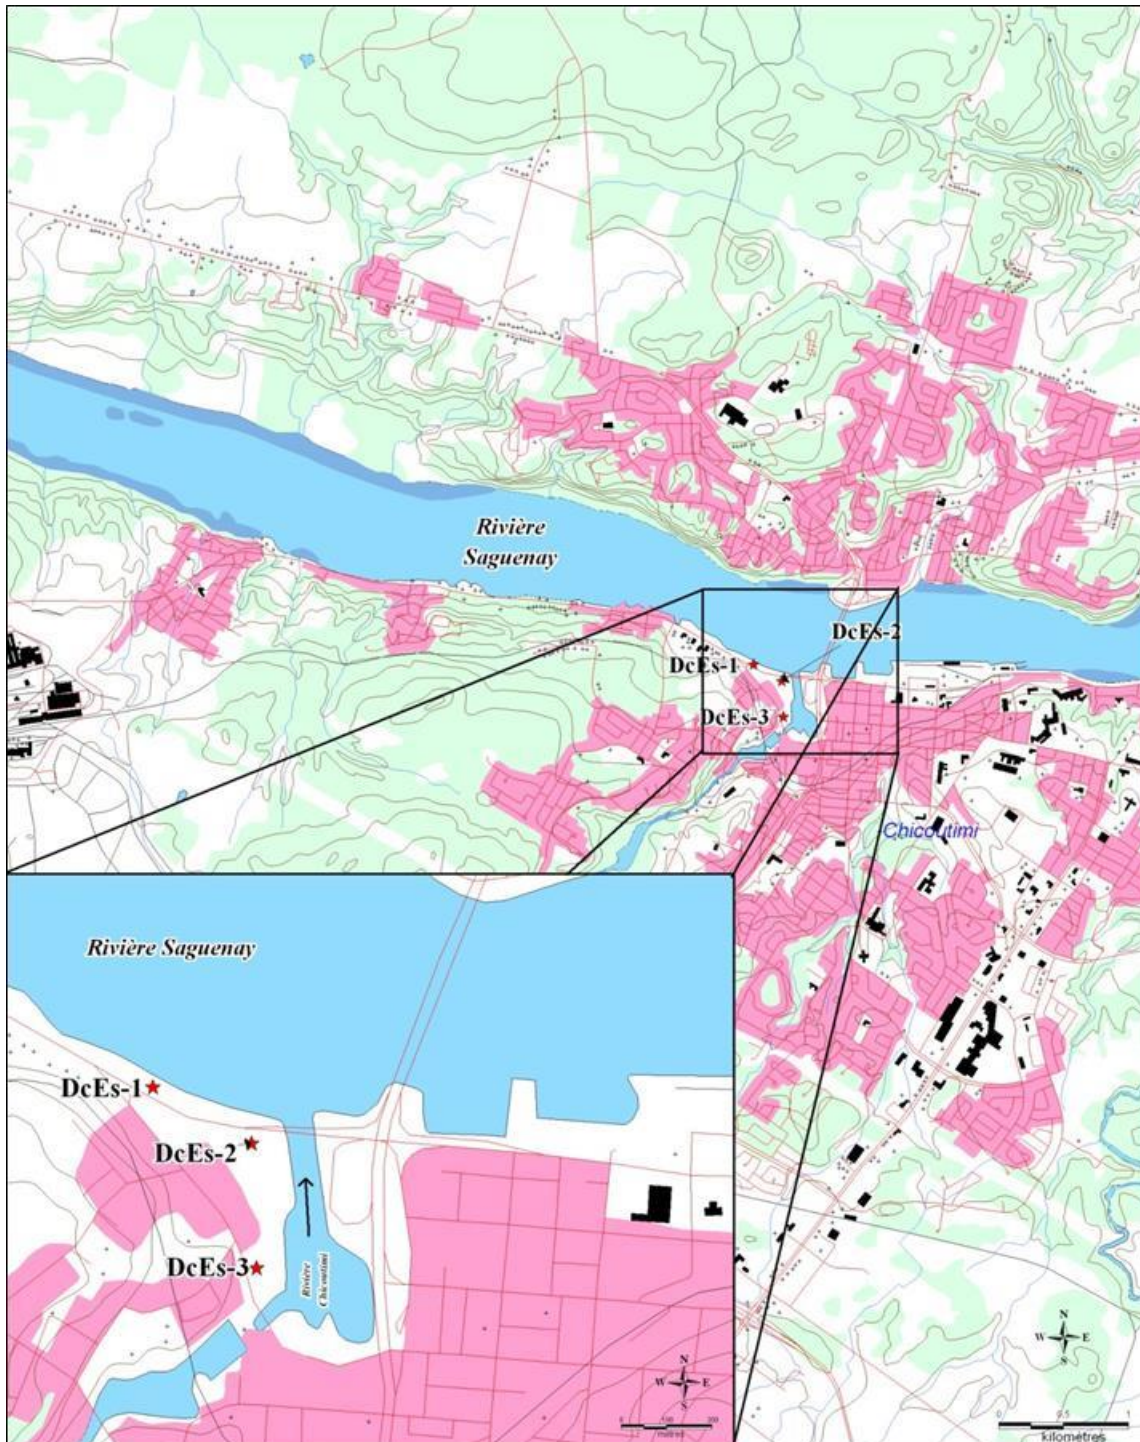 Rivière
Saguenay
DcEs-2
DcEs-1
DcEs-3
Chicoutimi
Rivière Saguenay
DcEs-1
DcEs-2
DcEs-3
Rivière
Chicoutimi
N
W E
S
N
W E
S
0 0.5 1
kilomètres